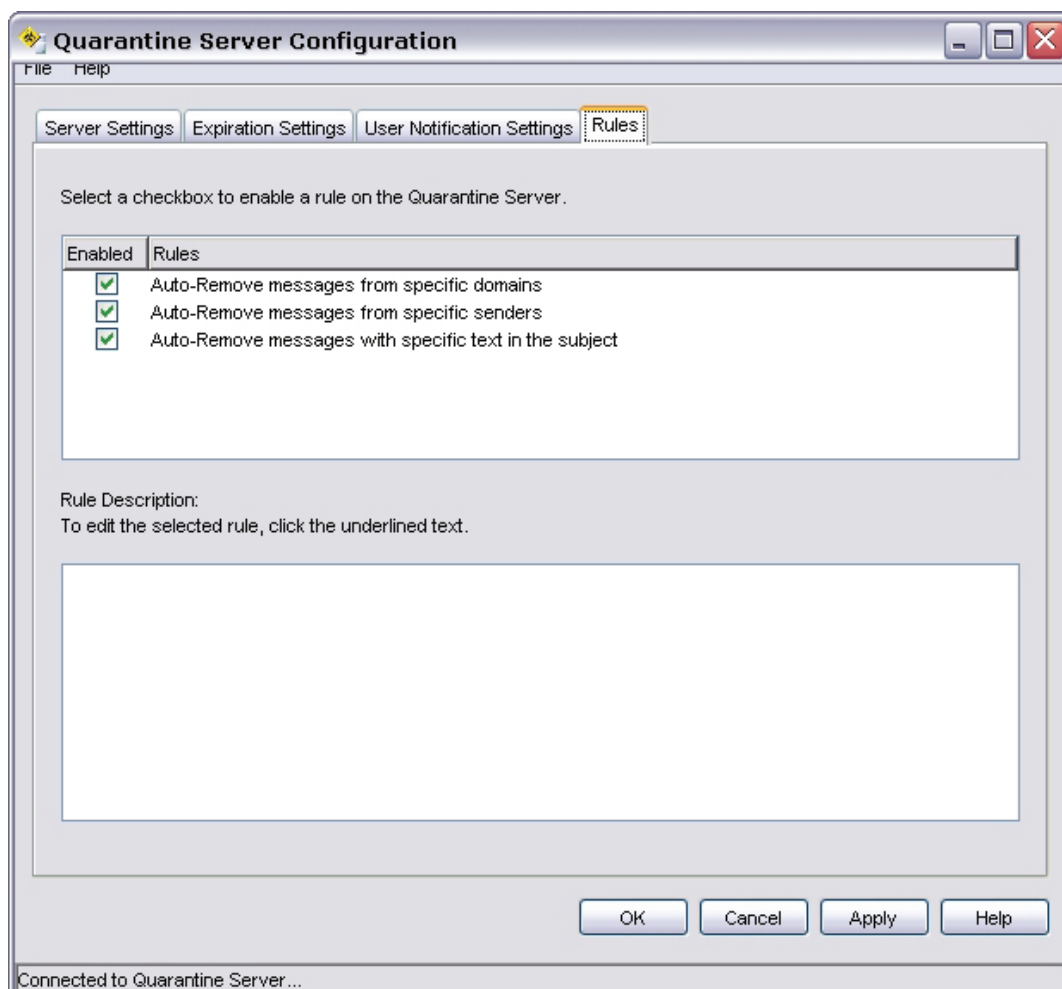 Quarantine Server Configuration
File Help
Server Settings Expiration Settings User Notification Settings Rules
Select a checkbox to enable a rule on the Quarantine Server.
Enabled Rules
Auto-Remove messages from specific domains
Auto-Remove messages from specific senders
Auto-Remove messages with specific text in the subject
Rule Description:
To edit the selected rule, click the underlined text.
OK Cancel Apply Help
Connected to Quarantine Server...